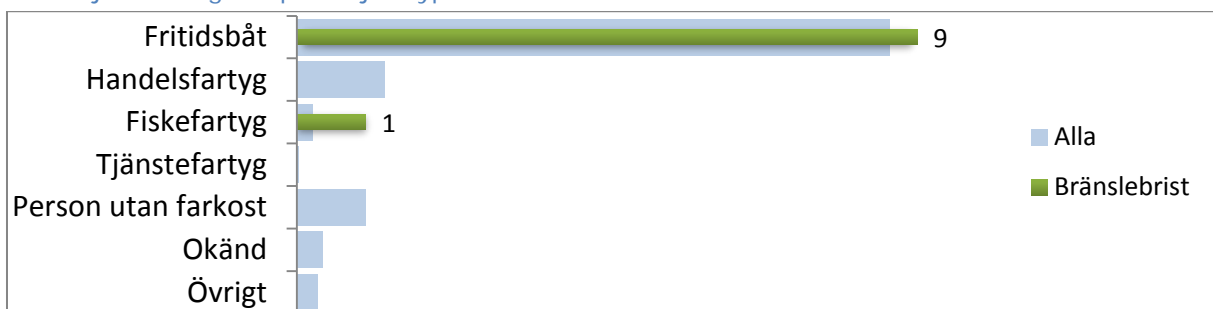 Fritidsbåt
9
Handelsfartyg
Fiskefartyg
1
Tjänstefartyg
Person utan farkost
Okänd
Övrigt
Alla
Bränslebrist